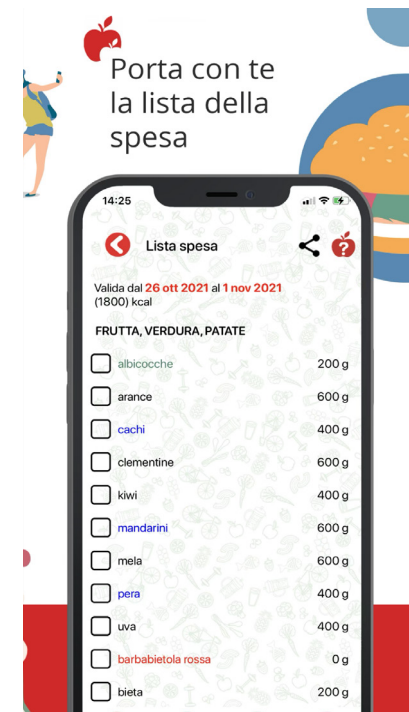 Porta con te
la lista della
spesa
14:25
Lista spesa
?
Valida dal 26 ott 2021 al 1 nov 2021
(1800) kcal
FRUTTA, VERDURA, PATATE
albicocche 200 g
arance 600 g
cachi 400 g
clementine 600 g
kiwi 400 g
mandarini 600 g
mela 600 g
pera 400 g
uva 400 g
barbabietola rossa 0 g
bieta 200 g